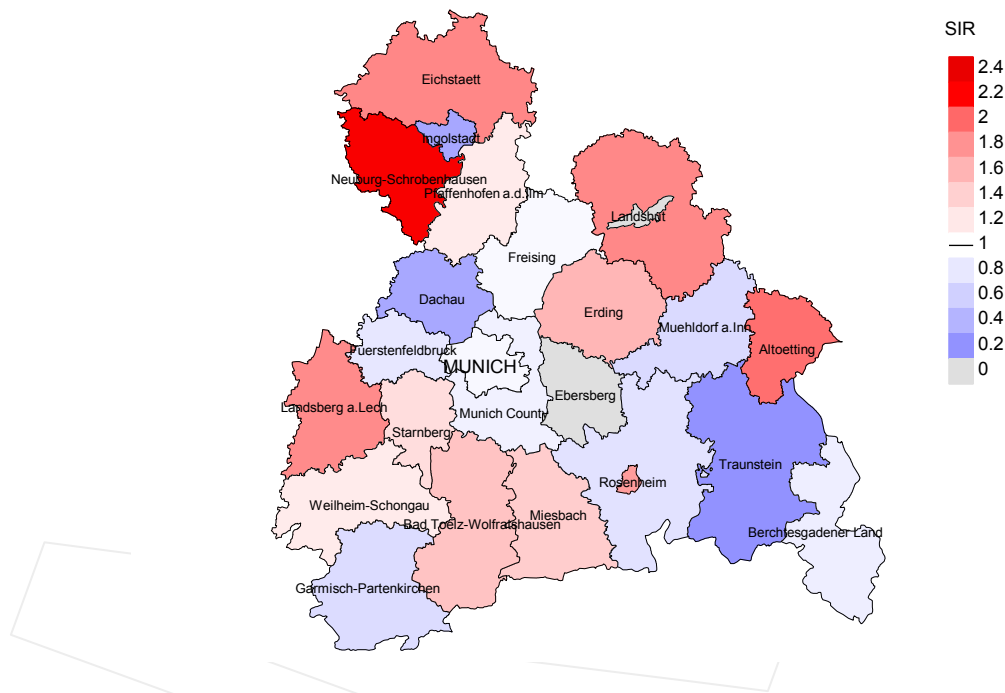 SIR
2.4
2.2
2
1.8
1.6
1.4
1.2
1
0.8
0.6
0.4
0.2
0
Eichstaett
Ingolstadt
Neuburg-Schrobenhausen
Pfaffenhofen a.d.Ilm
Landshut
Freising
Dachau
Erding
Muehldorf a.Inn
Altoetting
Fuerstenfeldbruck
MUNICH
Ebersberg
Landsberg a.Lech
Munich County
Starnberg
Traunstein
Rosenheim
Weilheim-Schongau
Miesbach
Bad Toelz-Wolfratshausen
Berchtesgadener Land
Garmisch-Partenkirchen